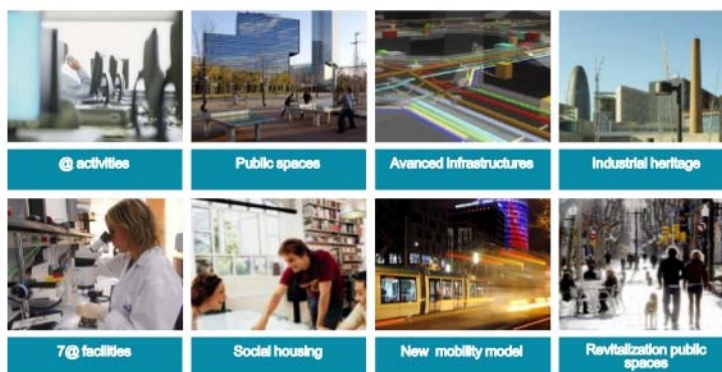 @ activities
Public spaces
Avanced Infrastructures
Industrial heritage
7@ facilities
Social housing
New mobility model
Revitalization public
spaces